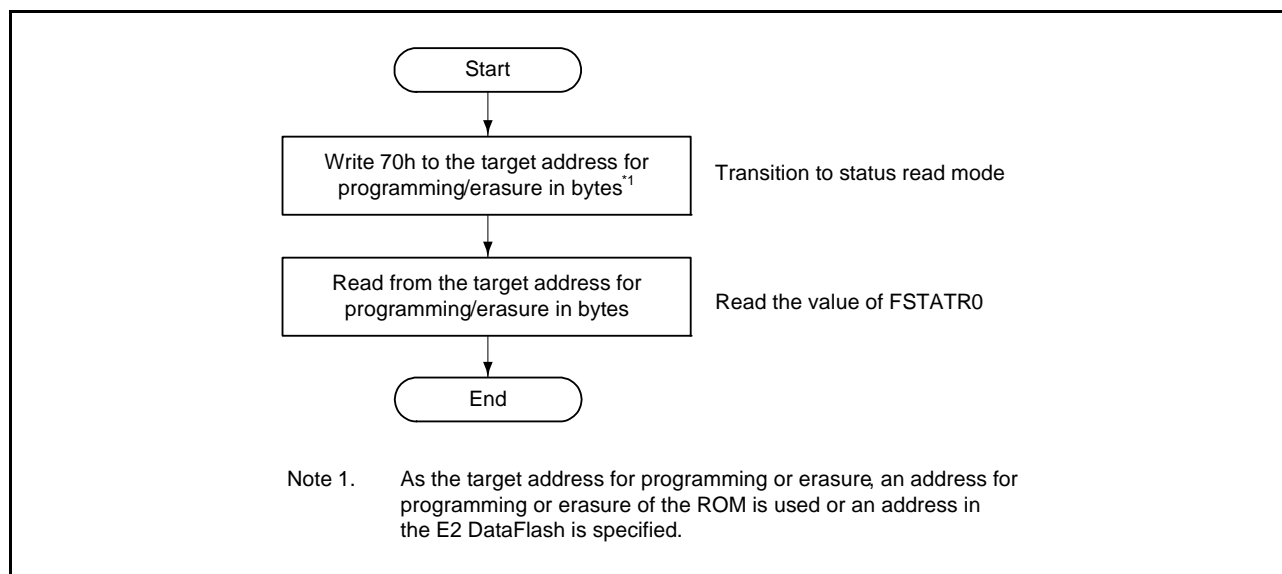 Start
Write 70h to the target address for
programming/erasure in bytes*1
Transition to status read mode
Read from the target address for
programming/erasure in bytes
Read the value of FSTATR0
End
Note 1. As the target address for programming or erasure, an address for
programming or erasure of the ROM is used or an address in
the E2 DataFlash is specified.